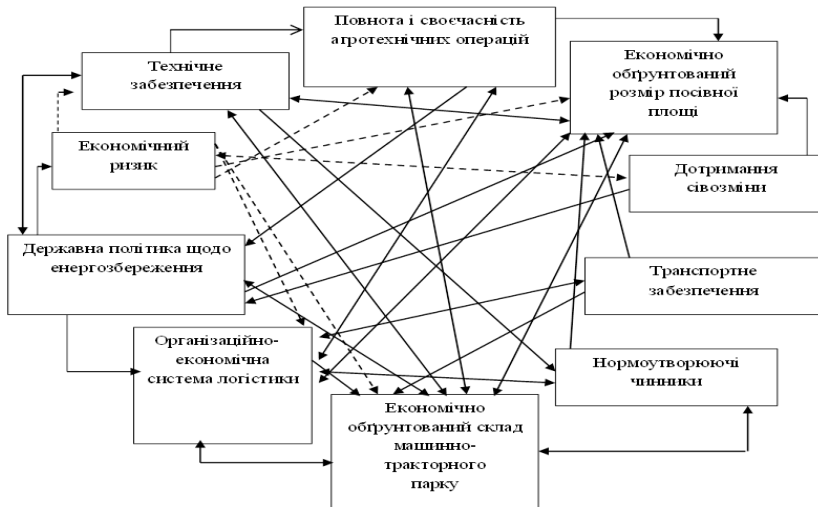 Повнота і своєчасність
агротехнічних операцій
Технічне
забезпечення
Економічно
обґрунтований
розмір посівної
площі
Економічний
ризик
Дотримання
сівозміни
Державна політика щодо
енергозбереження
Транспортне
забезпечення
Організаційно-
економічна
система логістики
Нормоутворюючі
чинники
Економічно
обґрунтований склад
машинно-
тракторного
парку